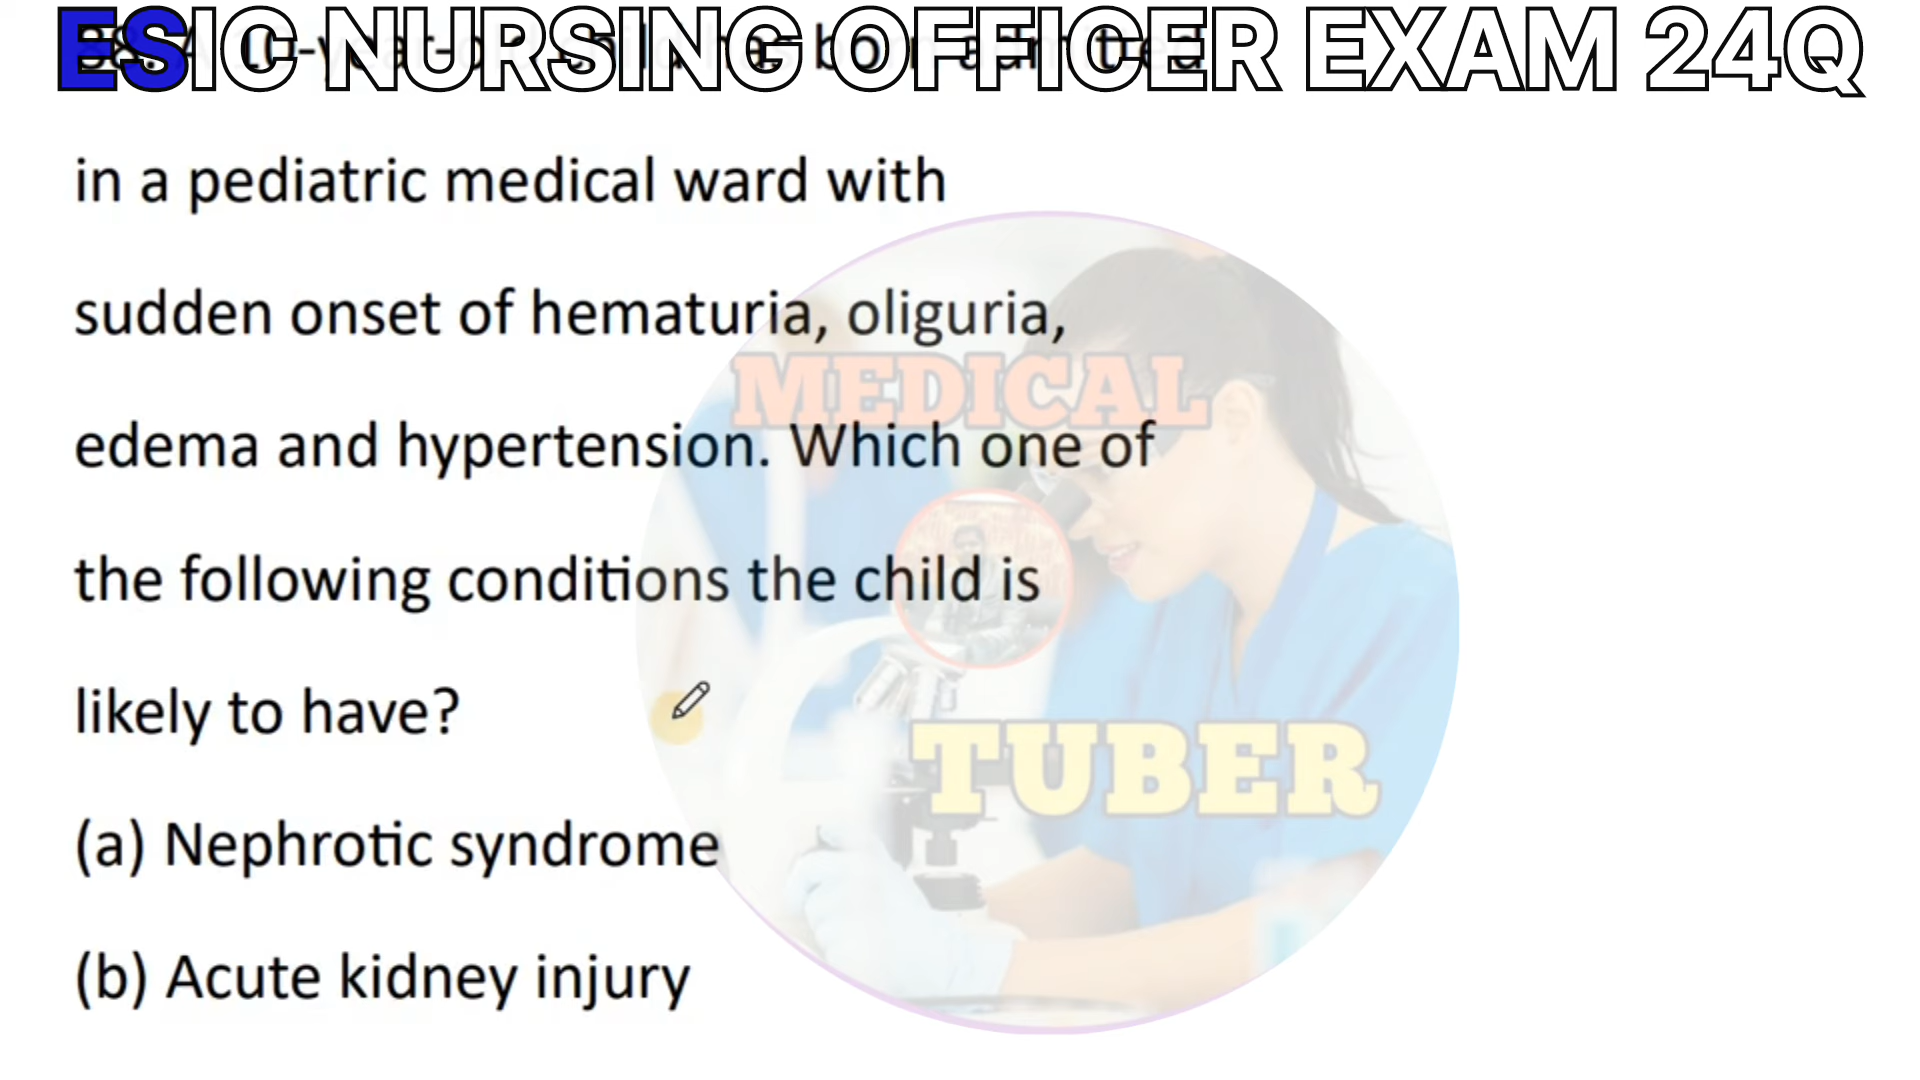 ESIC NURSING OFFICER EXAM 24Q
in a pediatric medical ward with
sudden onset of hematuria, oliguria,
MEDICAL
edema and hypertension. Which one of
the following conditions the child is
likely to have?
TUBER
(a) Nephrotic syndrome
(b) Acute kidney injury